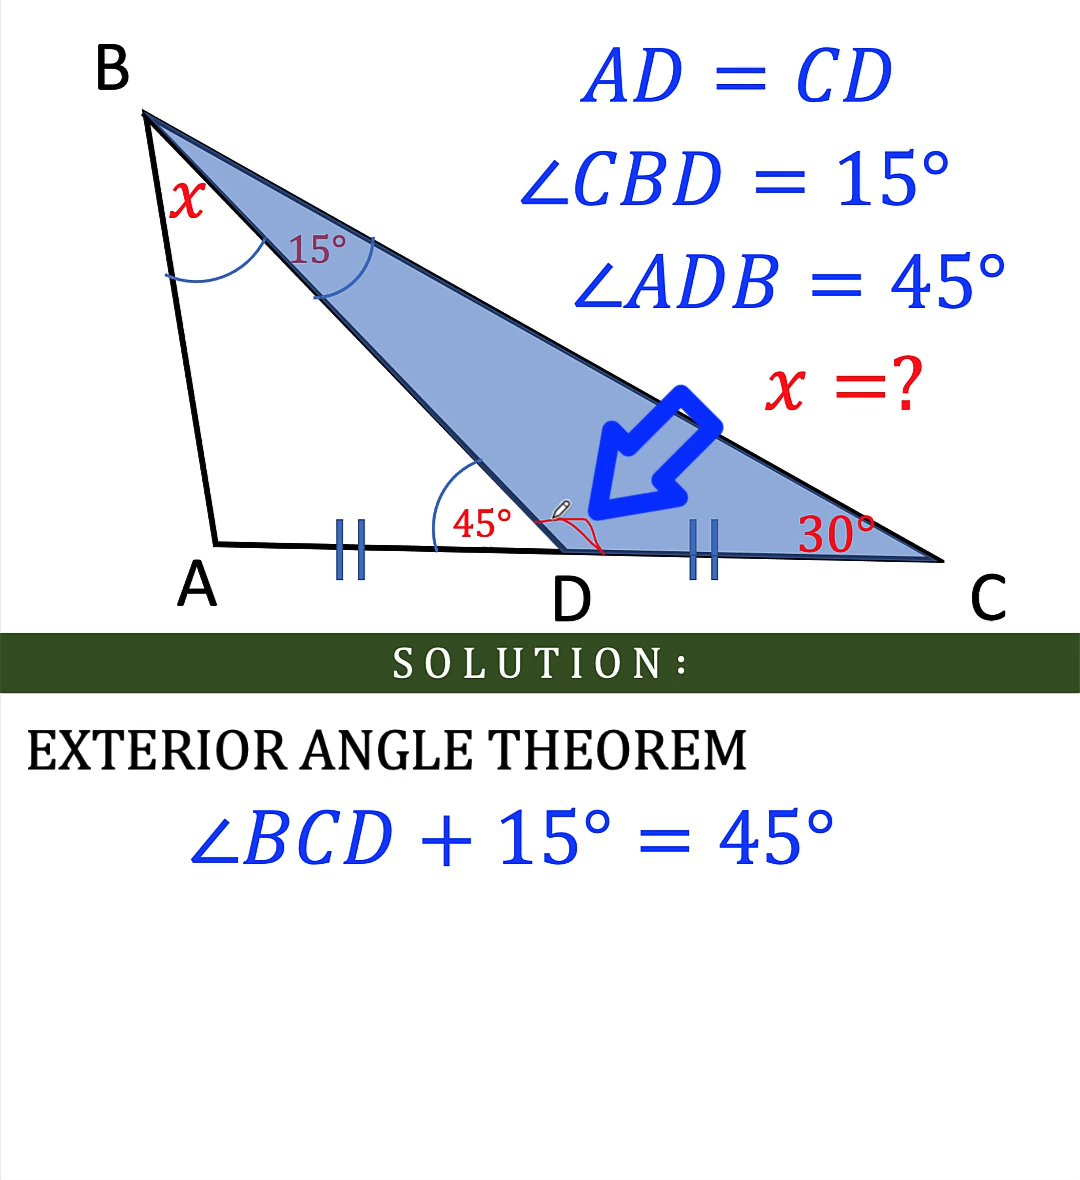 B
AD = CD
∠CBD = 15°
x
15°
∠ADB = 45°
x =?
45°
30°
A
D
C
SOLUTION:
EXTERIOR ANGLE THEOREM
∠BCD + 15° = 45°